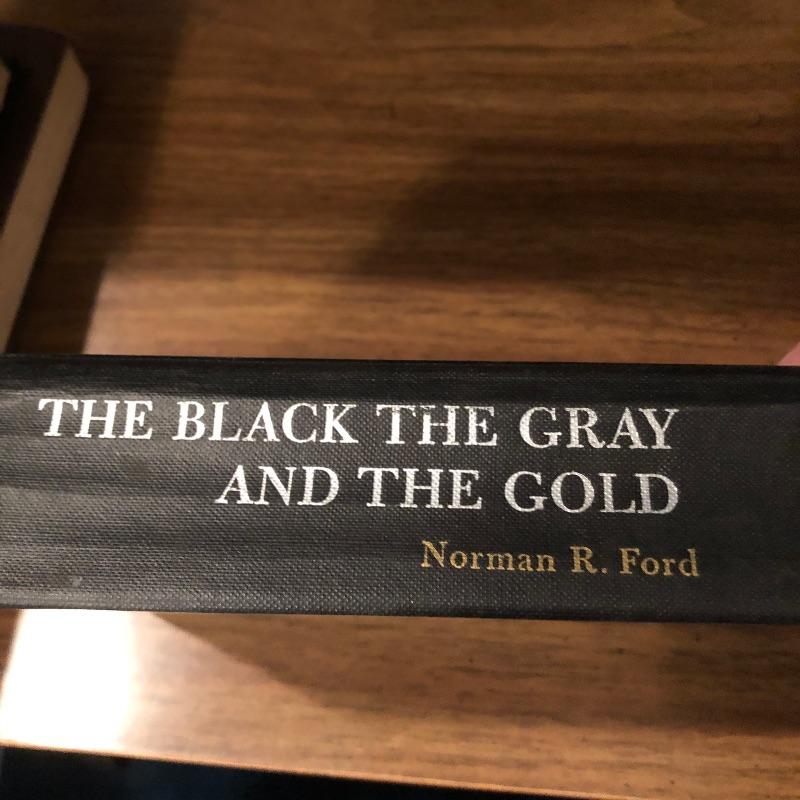 THE BLACK THE GRAY
AND THE GOLD
Norman R. Ford